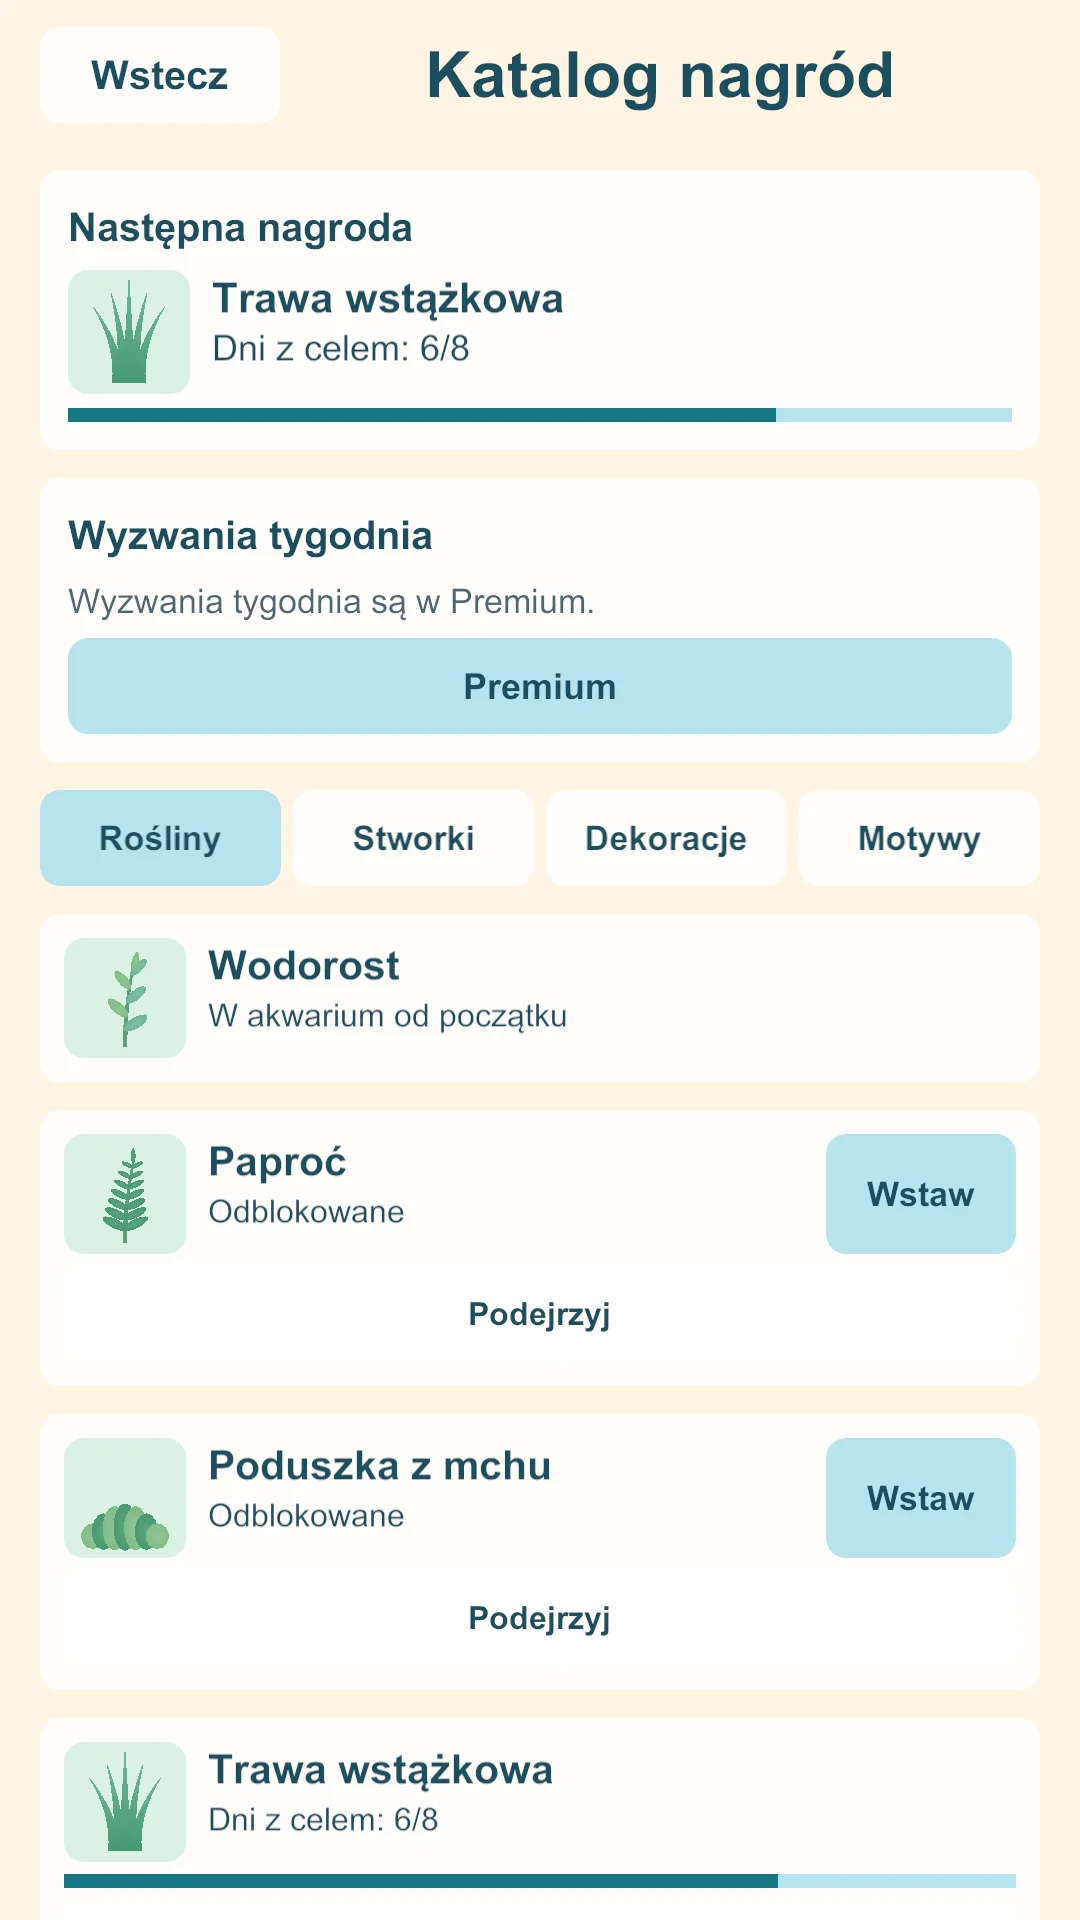 Wstecz
Katalog nagród
Następna nagroda
Trawa wstążkowa
Dni z celem: 6/8
Wyzwania tygodnia
Wyzwania tygodnia są w Premium.
Premium
Rośliny
Stworki
Dekoracje
Motywy
Wodorost
W akwarium od początku
Paproć
Odblokowane
Wstaw
Podejrzyj
Poduszka z mchu
Odblokowane
Wstaw
Podejrzyj
Trawa wstążkowa
Dni z celem: 6/8